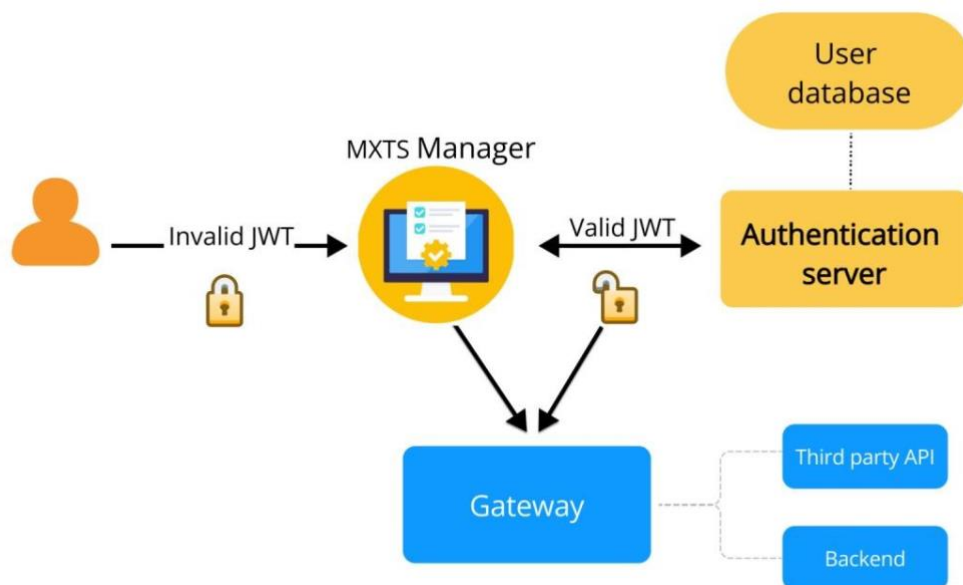 User
database
MXTS Manager
Invalid JWT
Valid JWT
Authentication
server
Gateway
Third party API
Backend